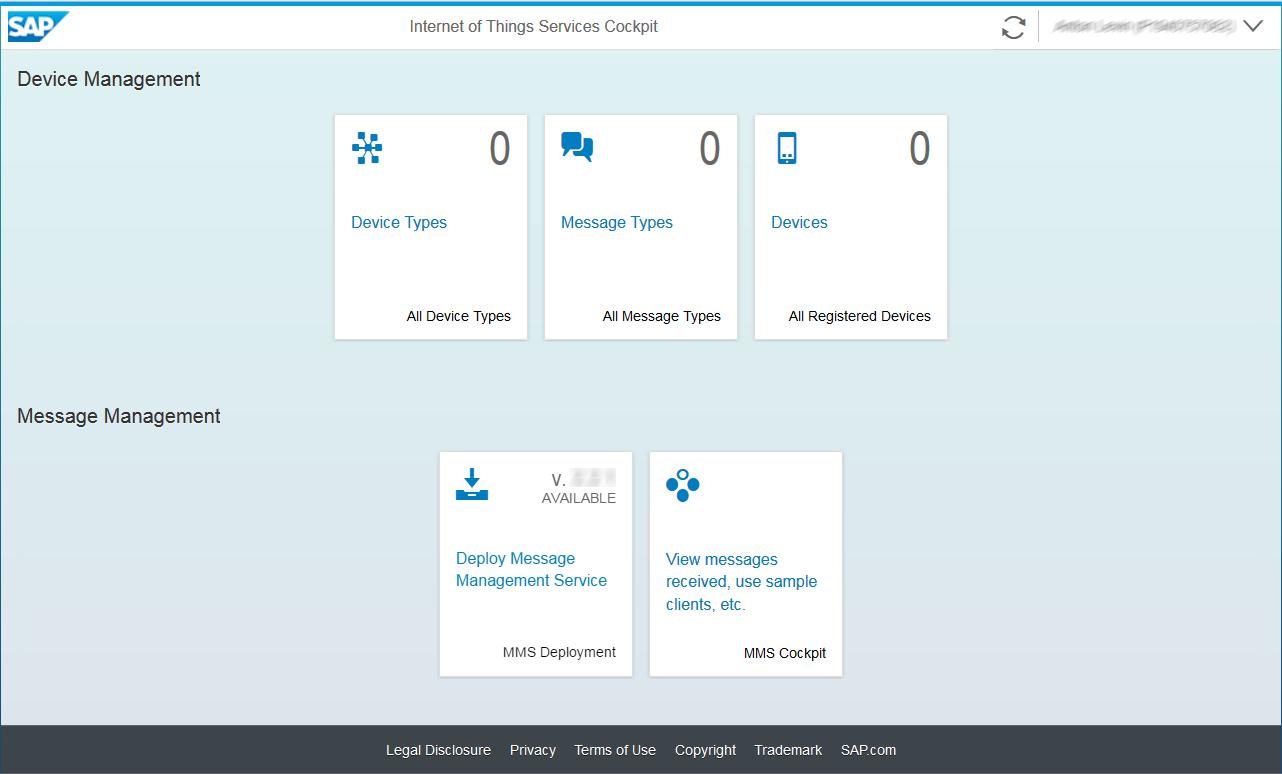 SAP
Internet of Things Services Cockpit
Device Management
0
Device Types
All Device Types
0
Message Types
All Message Types
0
Devices
All Registered Devices
Message Management
v.
AVAILABLE
Deploy Message
Management Service
MMS Deployment
View messages
received, use sample
clients, etc.
MMS Cockpit
Legal Disclosure Privacy Terms of Use Copyright Trademark SAP.com